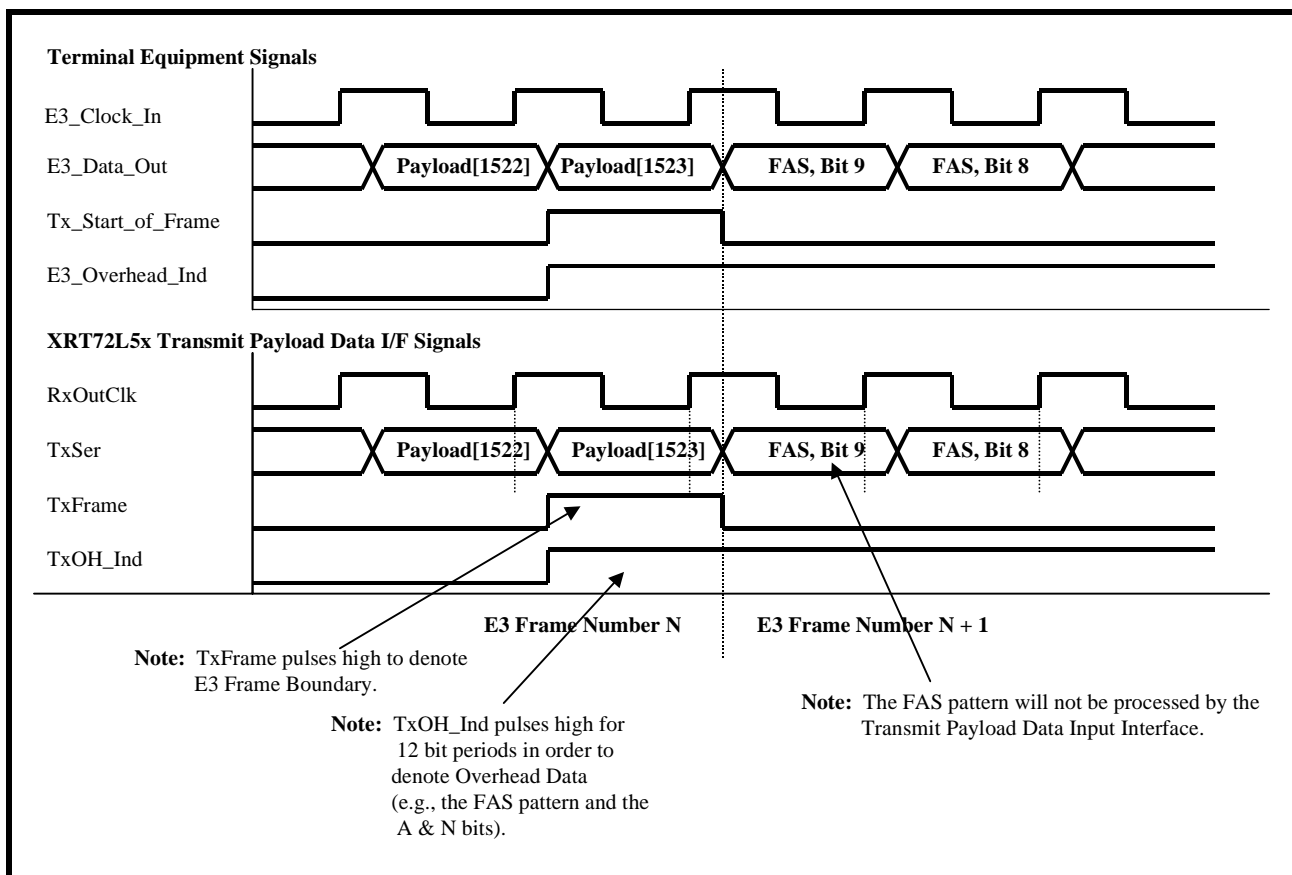 Terminal Equipment Signals
E3_Clock_In
E3_Data_Out
Payload[1522] Payload[1523] FAS, Bit 9 FAS, Bit 8
Tx_Start_of_Frame
E3_Overhead_Ind
XRT72L5x Transmit Payload Data I/F Signals
RxOutClk
TxSer
Payload[1522] Payload[1523] FAS, Bit 9 FAS, Bit 8
TxFrame
TxOH_Ind
E3 Frame Number N E3 Frame Number N + 1
Note: TxFrame pulses high to denote
E3 Frame Boundary.
Note: TxOH_Ind pulses high for
12 bit periods in order to
denote Overhead Data
(e.g., the FAS pattern and the
A & N bits).
Note: The FAS pattern will not be processed by the
Transmit Payload Data Input Interface.